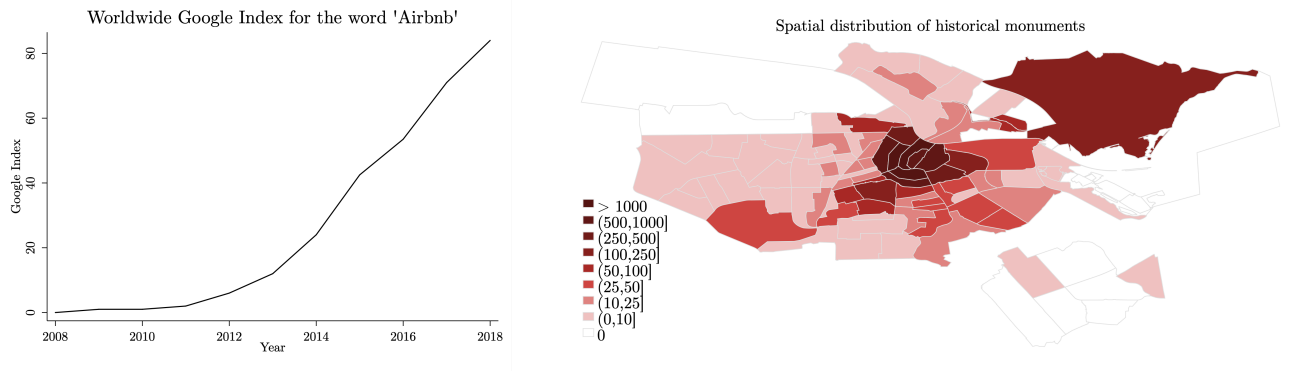 Worldwide Google Index for the word 'Airbnb'
80
60
40
20
0
Google Index
2008 2010 2012 2014 2016 2018
Year
Spatial distribution of historical monuments
> 1000
(500,1000]
(250,500]
(100,250]
(50,100]
(25,50]
(10,25]
(0,10]
0